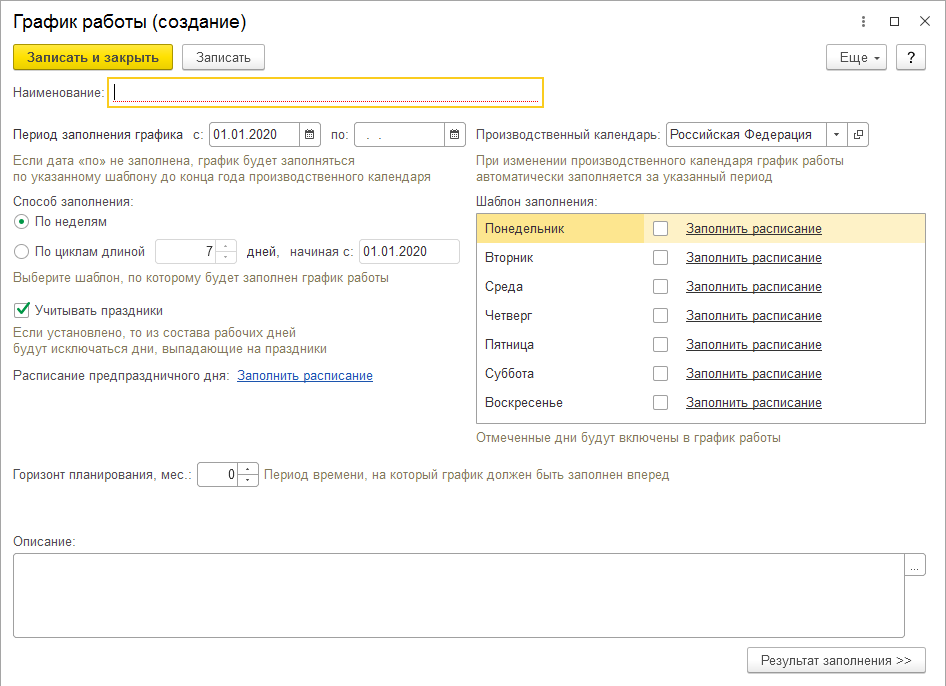 График работы (создание)
Записать и закрыть Записать Еще ?
Наименование:
Период заполнения графика с: 01.01.2020 по: . . Производственный календарь: Российская Федерация
Если дата «по» не заполнена, график будет заполняться
по указанному шаблону до конца года производственного календаря
При изменении производственного календаря график работы
автоматически заполняется за указанный период
Способ заполнения:
По неделям
По циклам длиной 7 дней, начиная с: 01.01.2020
Выберите шаблон, по которому будет заполнен график работы
Учитывать праздники
Если установлено, то из состава рабочих дней
будут исключаться дни, выпадающие на праздники
Расписание предпраздничного дня: Заполнить расписание
Шаблон заполнения:
Понедельник Заполнить расписание
Вторник Заполнить расписание
Среда Заполнить расписание
Четверг Заполнить расписание
Пятница Заполнить расписание
Суббота Заполнить расписание
Воскресенье Заполнить расписание
Отмеченные дни будут включены в график работы
Горизонт планирования, мес.: 0 Период времени, на который график должен быть заполнен вперед
Описание:
...
Результат заполнения >>